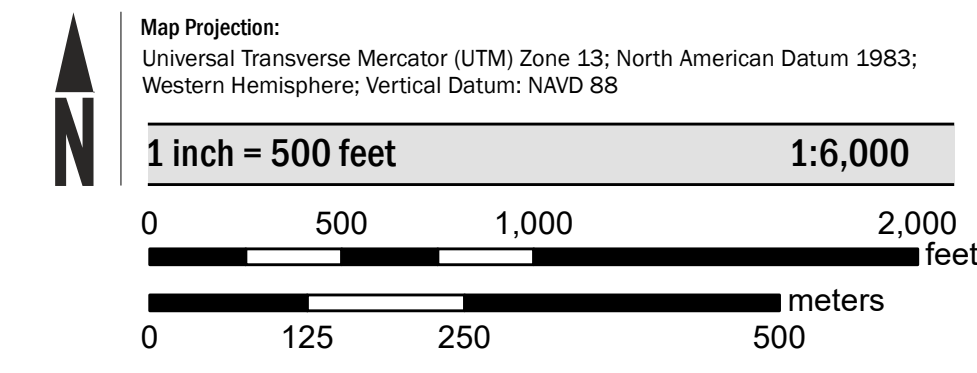 Map Projection:
Universal Transverse Mercator (UTM) Zone 13; North American Datum 1983;
Western Hemisphere; Vertical Datum: NAVD 88
N
1 inch = 500 feet 1:6,000
0 500 1,000 2,000
feet
meters
0 125 250 500